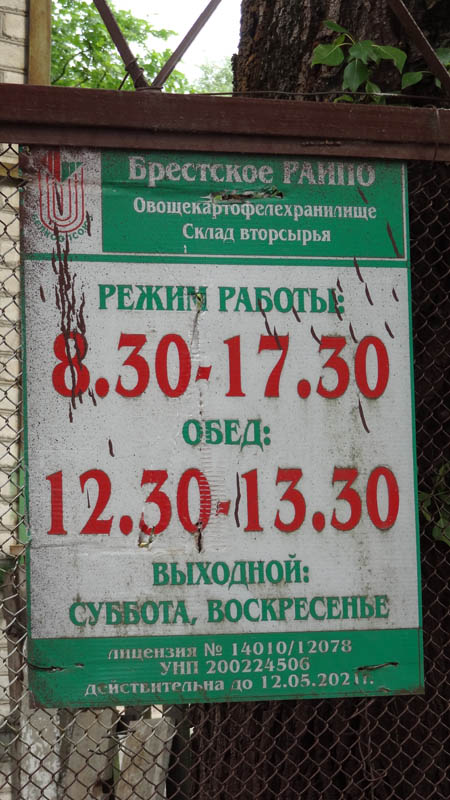 Брестское РАЙПО
Овощекартофелехранилище
Склад вторсырья
РЕЖИМ РАБОТЫ:
8.30-17.30
ОБЕД:
12.30-13.30
ВЫХОДНОЙ:
СУББОТА, ВОСКРЕСЕНЬЕ
лицензия № 14010/12078
УНП 200224506
действительна до 12.05.2021г.